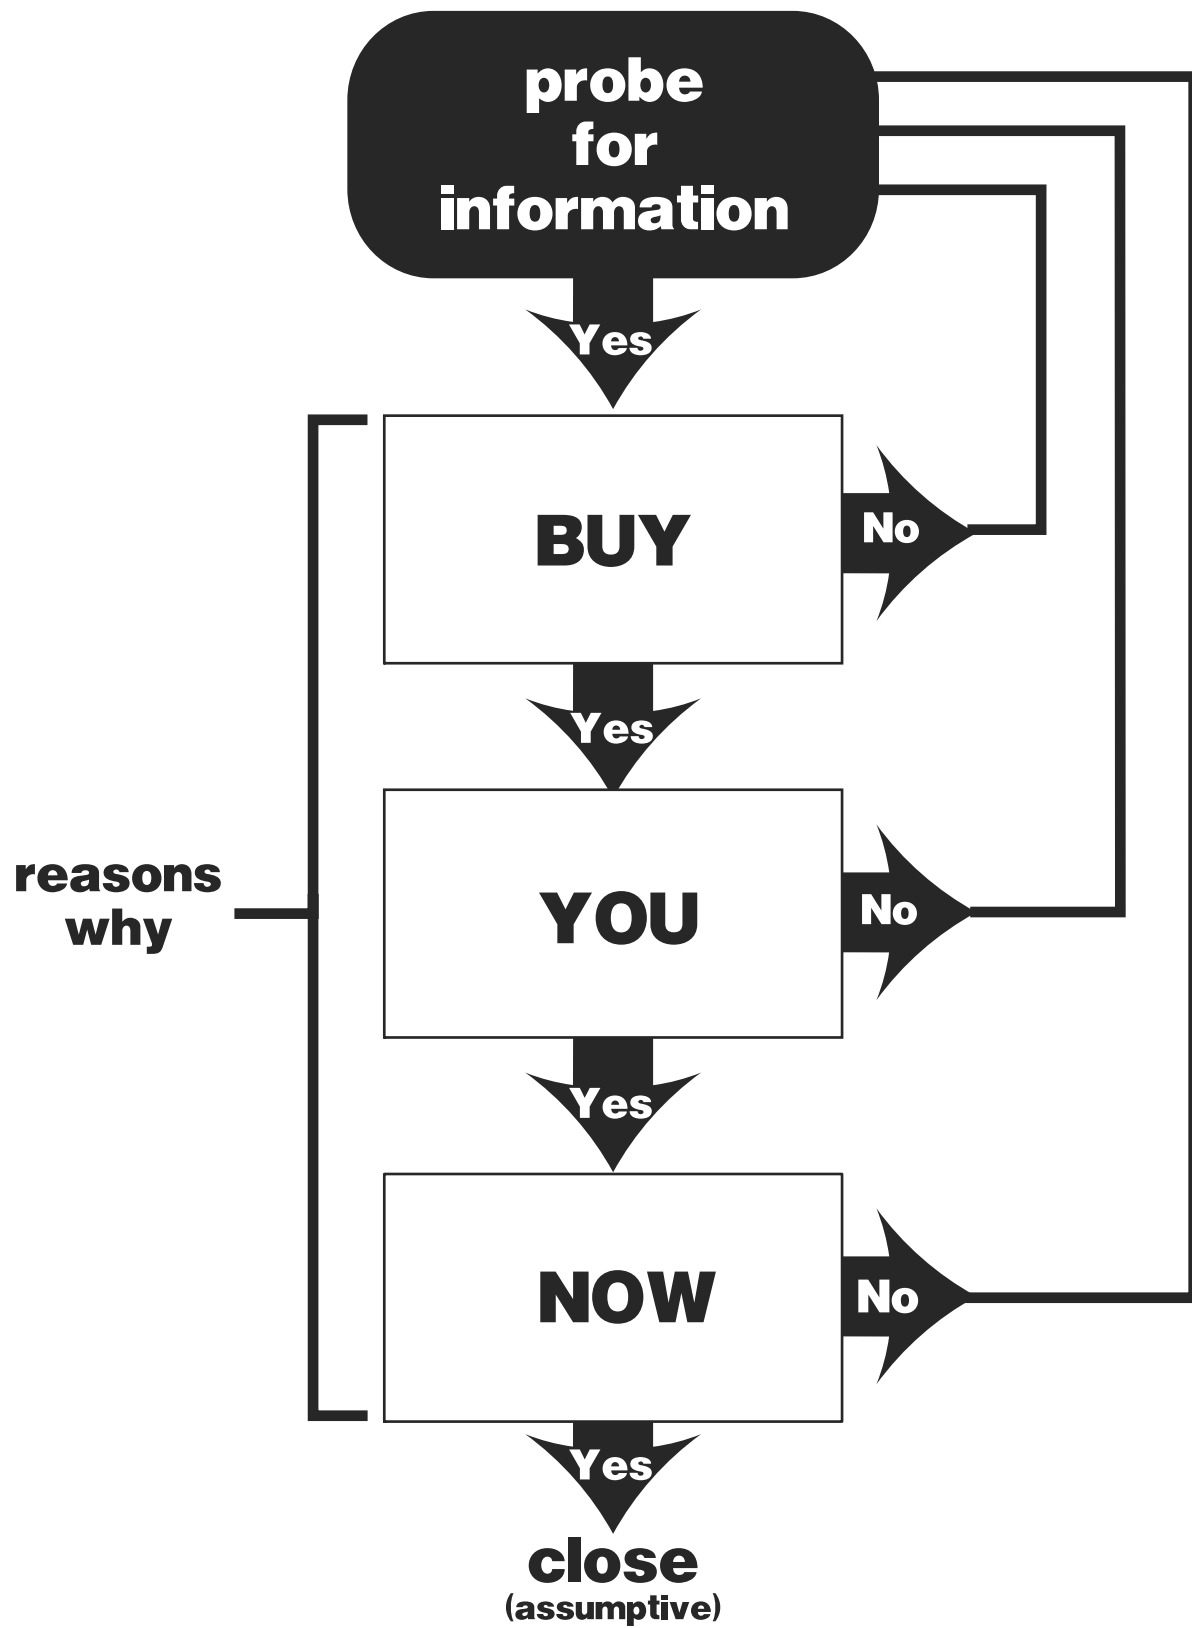 probe
for
information
Yes
BUY
No
Yes
reasons
why
YOU
No
Yes
NOW
No
Yes
close
(assumptive)